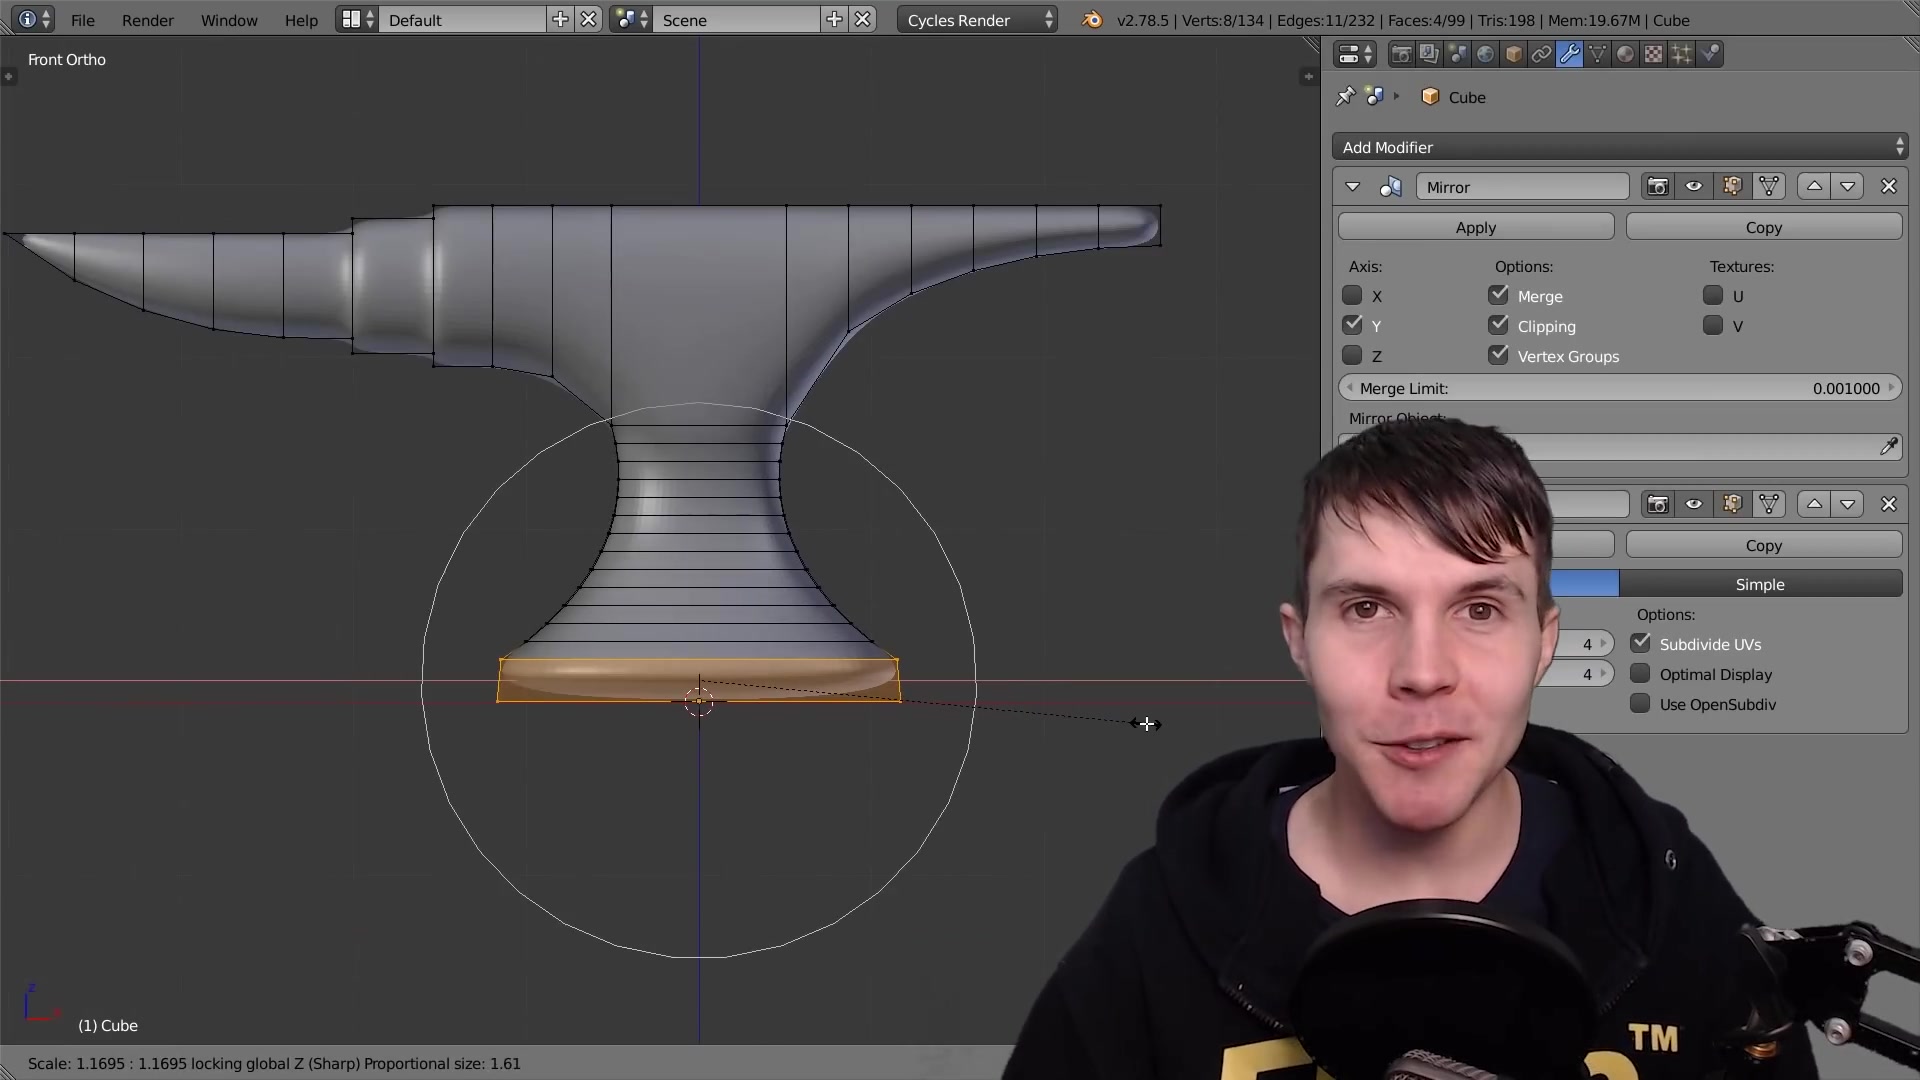 File Render Window Help Default Scene Cycles Render v2.78.5 | Verts:8/134 | Edges:11/232 | Faces:4/99 | Tris:198 | Mem:19.67M | Cube
Front Ortho
Cube
Add Modifier
Mirror
Apply Copy
Axis: Options: Textures:
X Merge U
Y Clipping V
Z Vertex Groups
Merge Limit: 0.001000
Mirror Object:
Copy
Simple
Options:
4 Subdivide UVs
4 Optimal Display
Use OpenSubdiv
z
(1) Cube
Scale: 1.1695 : 1.1695 locking global Z (Sharp) Proportional size: 1.61
TM